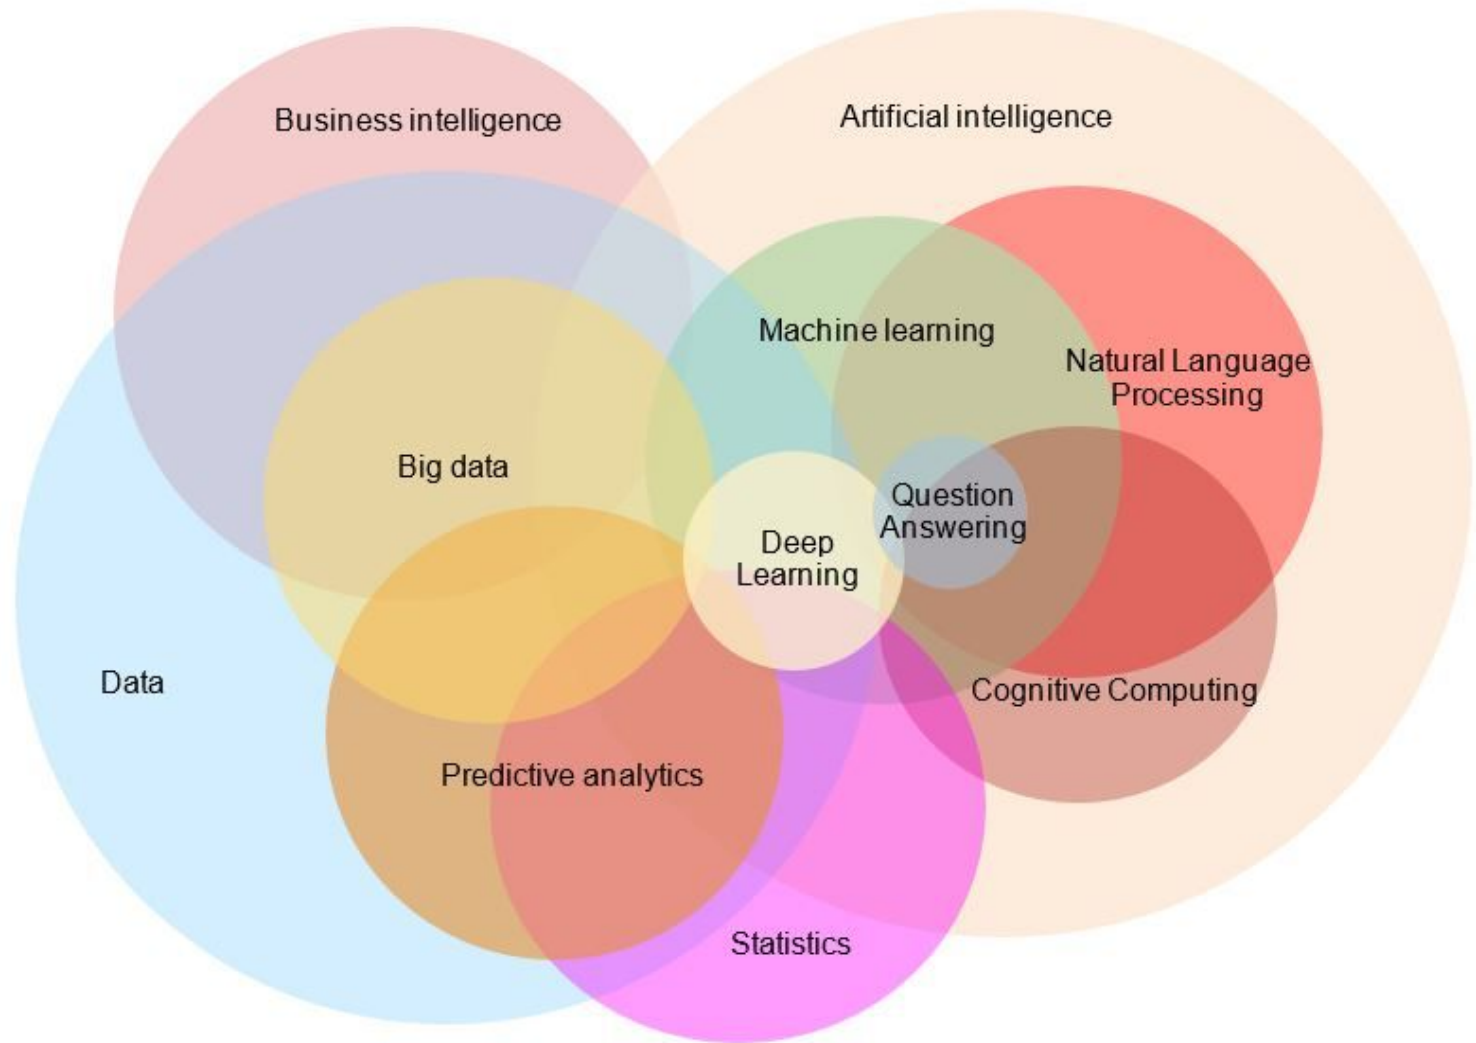 Business intelligence
Artificial intelligence
Machine learning
Natural Language
Processing
Big data
Question
Answering
Deep
Learning
Data
Cognitive Computing
Predictive analytics
Statistics